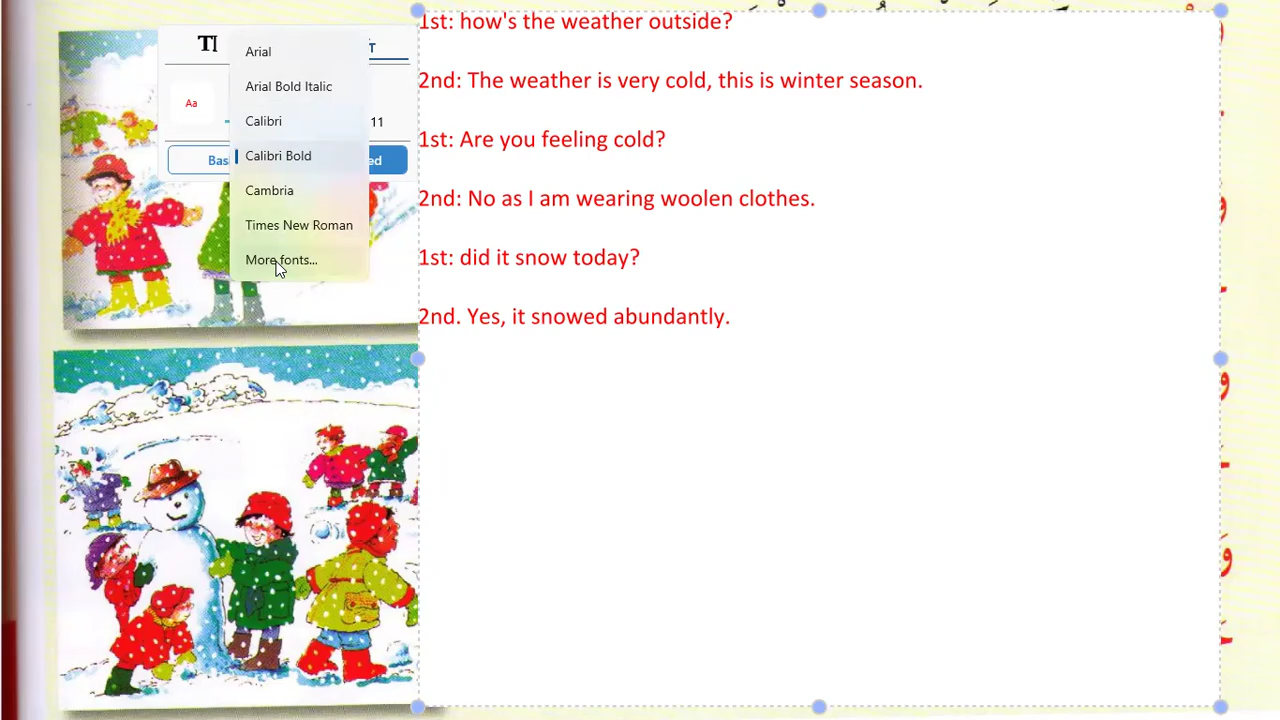 1st: how's the weather outside?
2nd: The weather is very cold, this is winter season.
1st: Are you feeling cold?
2nd: No as I am wearing woolen clothes.
1st: did it snow today?
2nd. Yes, it snowed abundantly.
Arial
Arial Bold Italic
Calibri
Calibri Bold
Cambria
Times New Roman
More fonts...
Aa
11